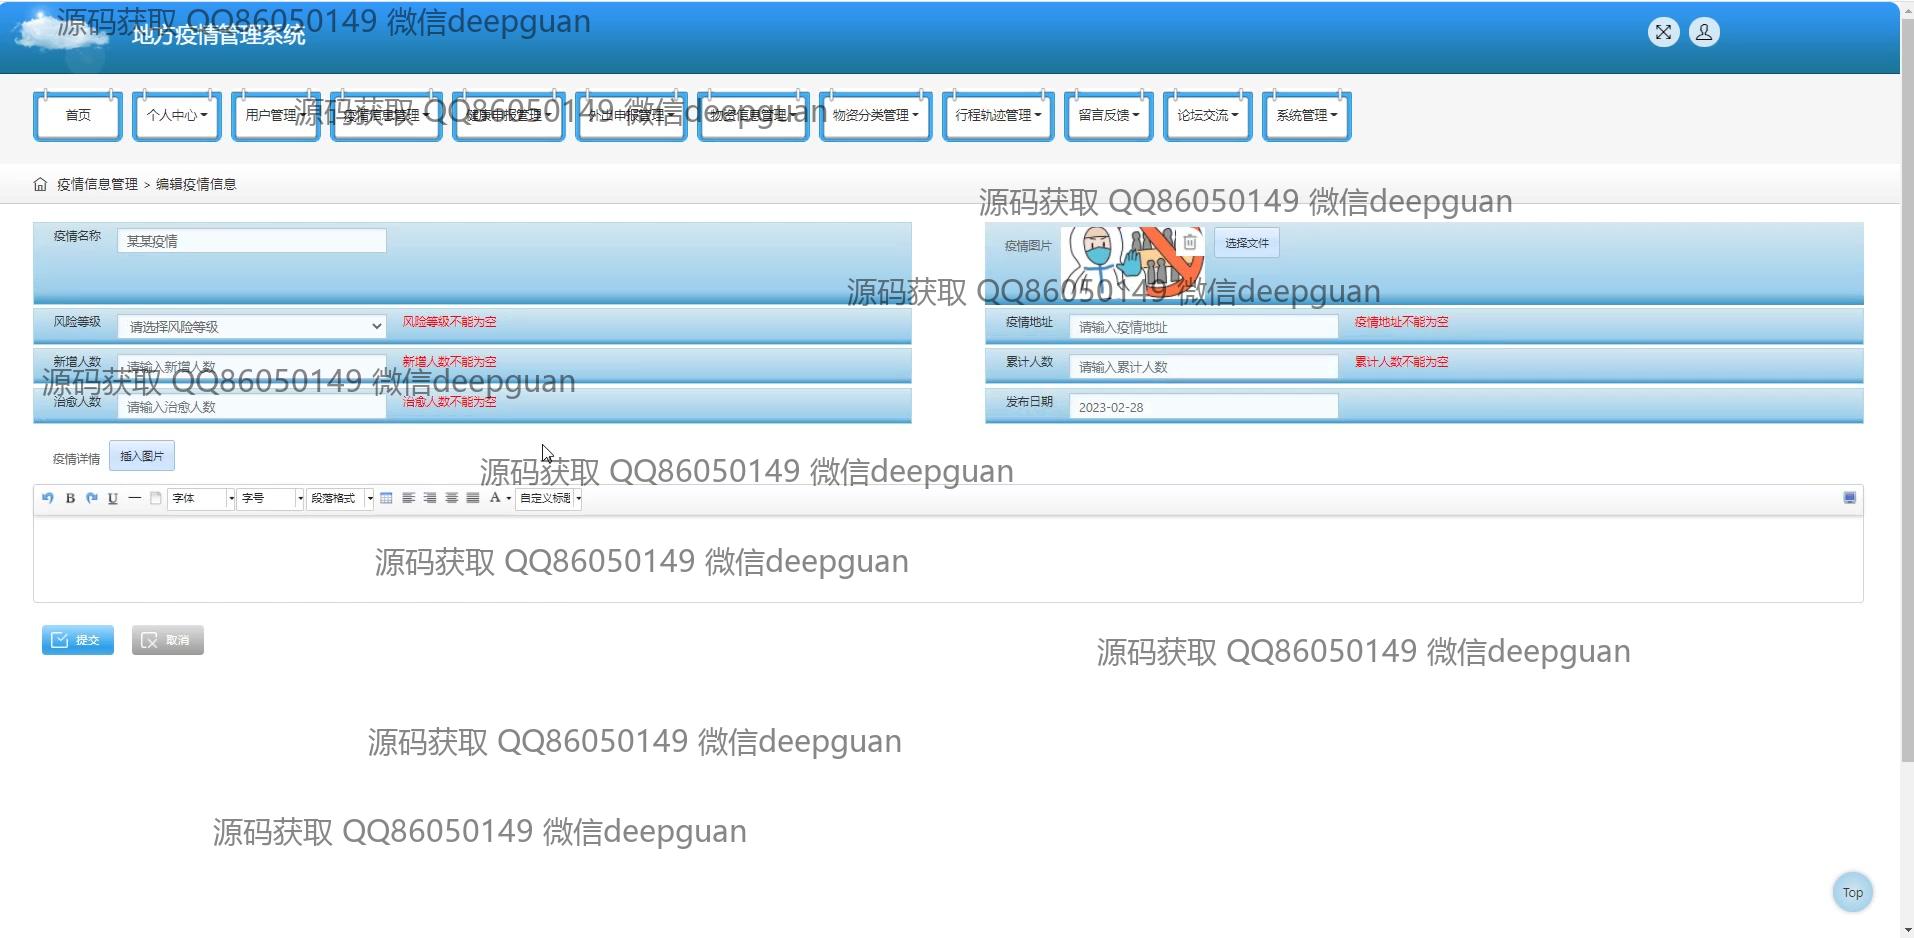 源码获取 QQ86050149 微信deepguan
地方疫情管理系统
首页 个人中心 用户管理 疫情信息管理 健康申报管理 外出申报管理 物资信息管理 物资分类管理 行程轨迹管理 留言反馈 论坛交流 系统管理
源码获取 QQ86050149 微信deepguan
疫情信息管理 > 编辑疫情信息
源码获取 QQ86050149 微信deepguan
疫情名称 某某疫情 疫情图片 选择文件
源码获取 QQ86050149 微信deepguan
风险等级 请选择风险等级 风险等级不能为空 疫情地址 请输入疫情地址 疫情地址不能为空
新增人数 请输入新增人数 新增人数不能为空 累计人数 请输入累计人数 累计人数不能为空
源码获取 QQ86050149 微信deepguan
治愈人数 请输入治愈人数 治愈人数不能为空 发布日期 2023-02-28
疫情详情 插入图片
源码获取 QQ86050149 微信deepguan
B U 字体 字号 段落格式 A 自定义标题
源码获取 QQ86050149 微信deepguan
提交 取消
源码获取 QQ86050149 微信deepguan
源码获取 QQ86050149 微信deepguan
源码获取 QQ86050149 微信deepguan
Top